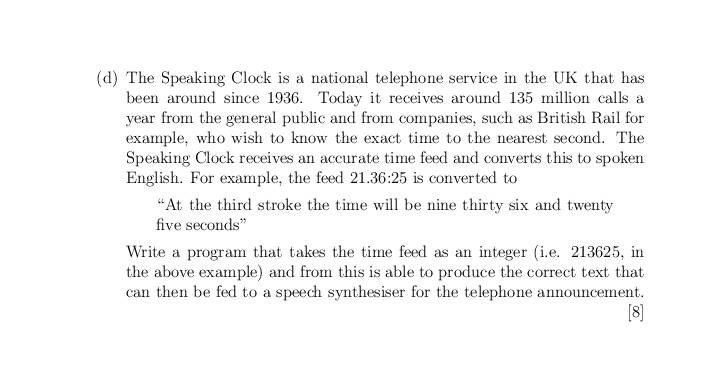 (d) The Speaking Clock is a national telephone service in the UK that has
been around since 1936. Today it receives around 135 million calls a
year from the general public and from companies, such as British Rail for
example, who wish to know the exact time to the nearest second. The
Speaking Clock receives an accurate time feed and converts this to spoken
English. For example, the feed 21.36:25 is converted to
“At the third stroke the time will be nine thirty six and twenty
five seconds”
Write a program that takes the time feed as an integer (i.e. 213625, in
the above example) and from this is able to produce the correct text that
can then be fed to a speech synthesiser for the telephone announcement.
[8]